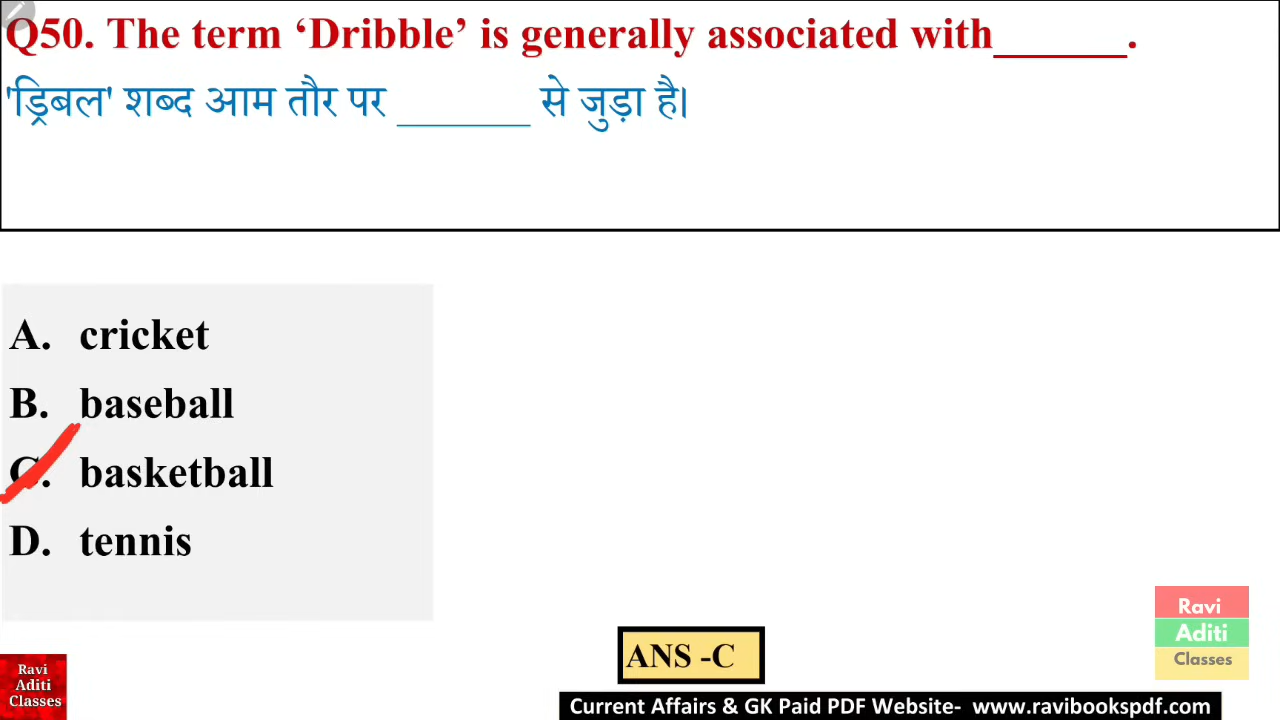 Q50. The term ‘Dribble’ is generally associated with______.
'ड्रिबल' शब्द आम तौर पर ______ से जुड़ा है।
A. cricket
B. baseball
C. basketball
D. tennis
ANS -C
Ravi
Aditi
Classes
Ravi
Aditi
Classes
Current Affairs & GK Paid PDF Website- www.ravibookspdf.com